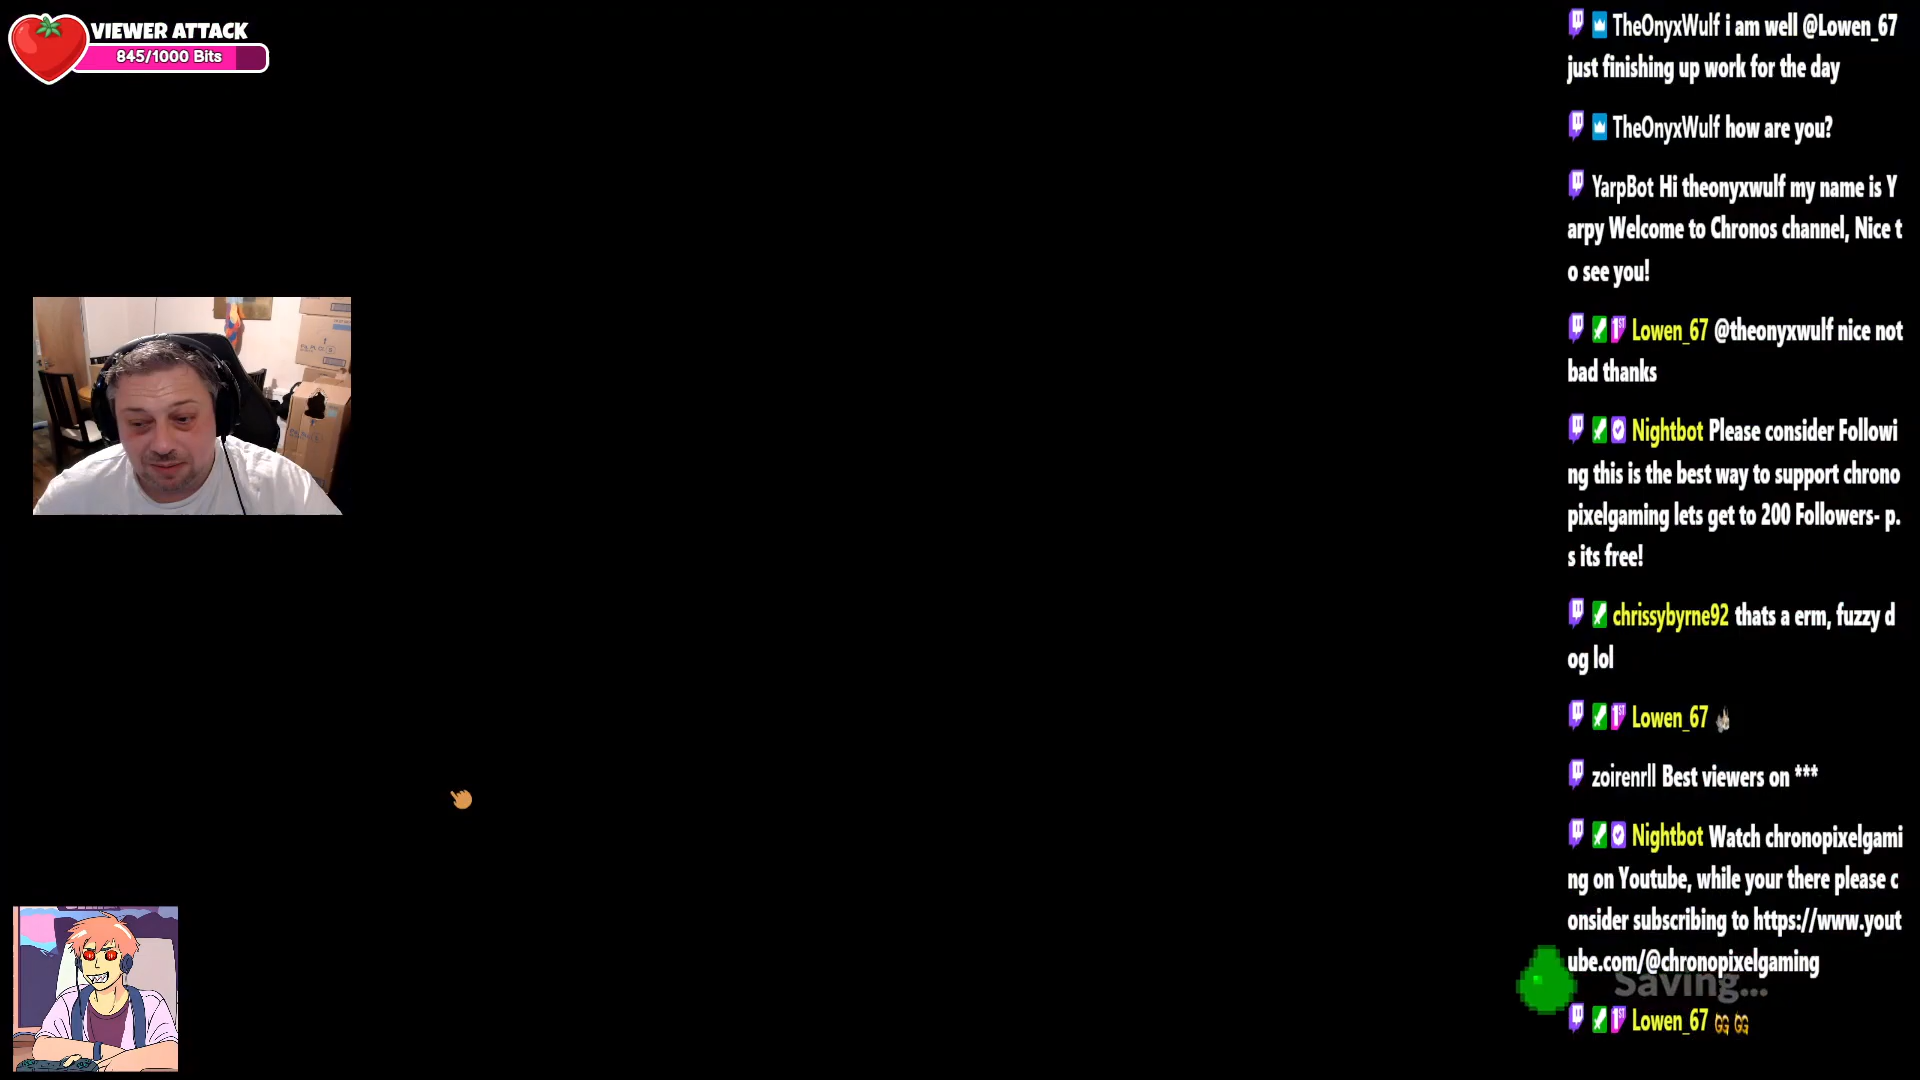 VIEWER ATTACK
845/1000 Bits
TheOnyxWulf i am well @Lowen_67
just finishing up work for the day
TheOnyxWulf how are you?
YarpBot Hi theonyxwulf my name is Y
arpy Welcome to Chronos channel, Nice t
o see you!
Lowen_67 @theonyxwulf nice not
bad thanks
Nightbot Please consider Followi
ng this is the best way to support chrono
pixelgaming lets get to 200 Followers- p.
s its free!
chrissybyrne92 thats a erm, fuzzy d
og lol
Lowen_67
zoirenrll Best viewers on ***
Nightbot Watch chronopixelgami
ng on Youtube, while your there please c
onsider subscribing to https://www.yout
ube.com/@chronopixelgaming
Saving...
Lowen_67 GG GG